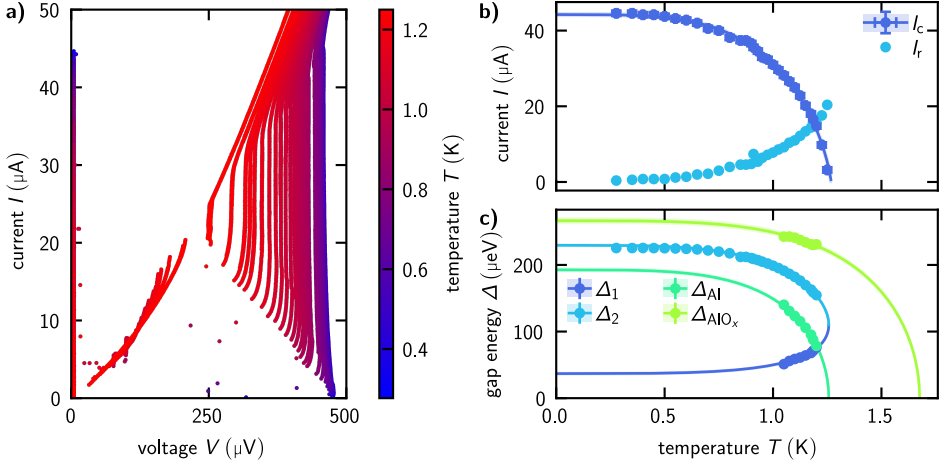 a)
current I (µA)
50
40
30
20
10
0
0
250
500
voltage V (µV)
1.2
1.0
0.8
0.6
0.4
temperature T (K)
b)
current I (µA)
40
20
0
I_c
I_r
c)
gap energy Δ (µeV)
200
100
0
Δ_1
Δ_2
Δ_Al
Δ_AlO_x
0.0
0.5
1.0
1.5
temperature T (K)